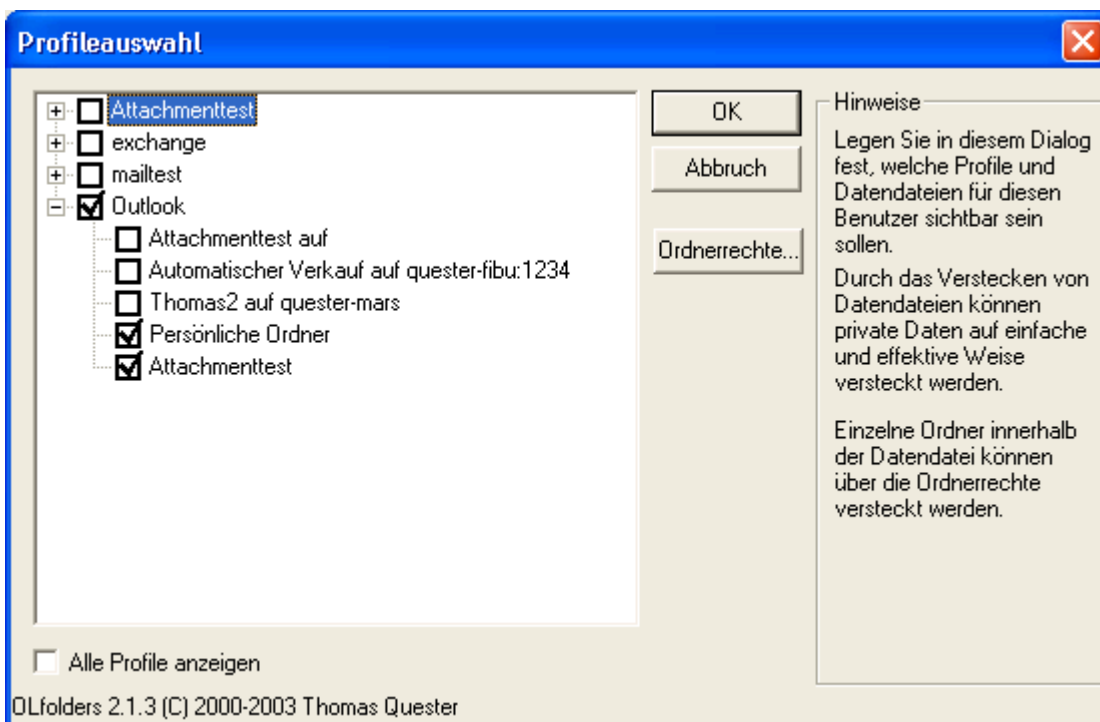 Profileauswahl
Attachmenttest
exchange
mailtest
Outlook
Attachmenttest auf
Automatischer Verkauf auf quester-fibu:1234
Thomas2 auf quester-mars
Persönliche Ordner
Attachmenttest
Alle Profile anzeigen
OK
Abbruch
Ordnerrechte...
Hinweise
Legen Sie in diesem Dialog
fest, welche Profile und
Datendateien für diesen
Benutzer sichtbar sein
sollen.
Durch das Verstecken von
Datendateien können
private Daten auf einfache
und effektive Weise
versteckt werden.
Einzelne Ordner innerhalb
der Datendatei können
über die Ordnerrechte
versteckt werden.
OLfolders 2.1.3 (C) 2000-2003 Thomas Quester